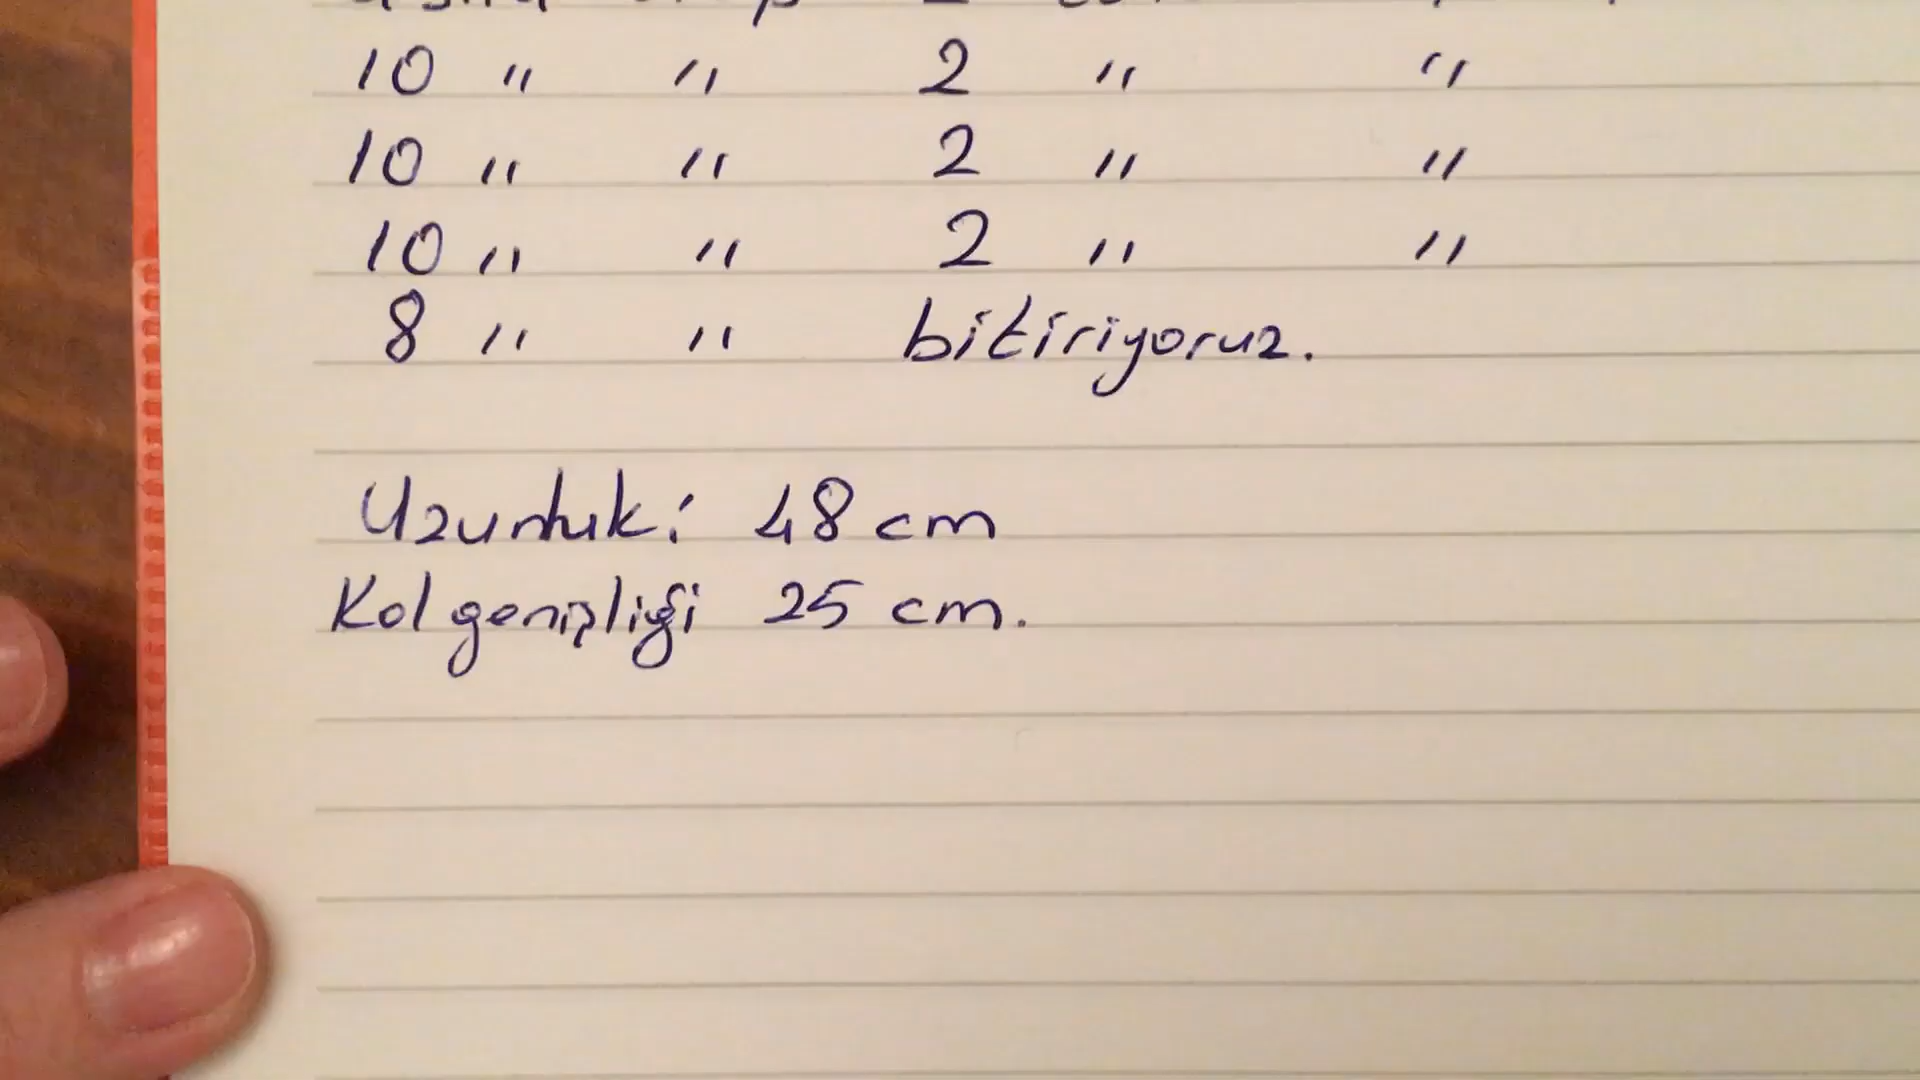 10 " " 2 " "
10 " " 2 " "
10 " " 2 " "
8 " " bitiriyoruz.
Uzunluk: 48 cm
Kol genişliği 25 cm.